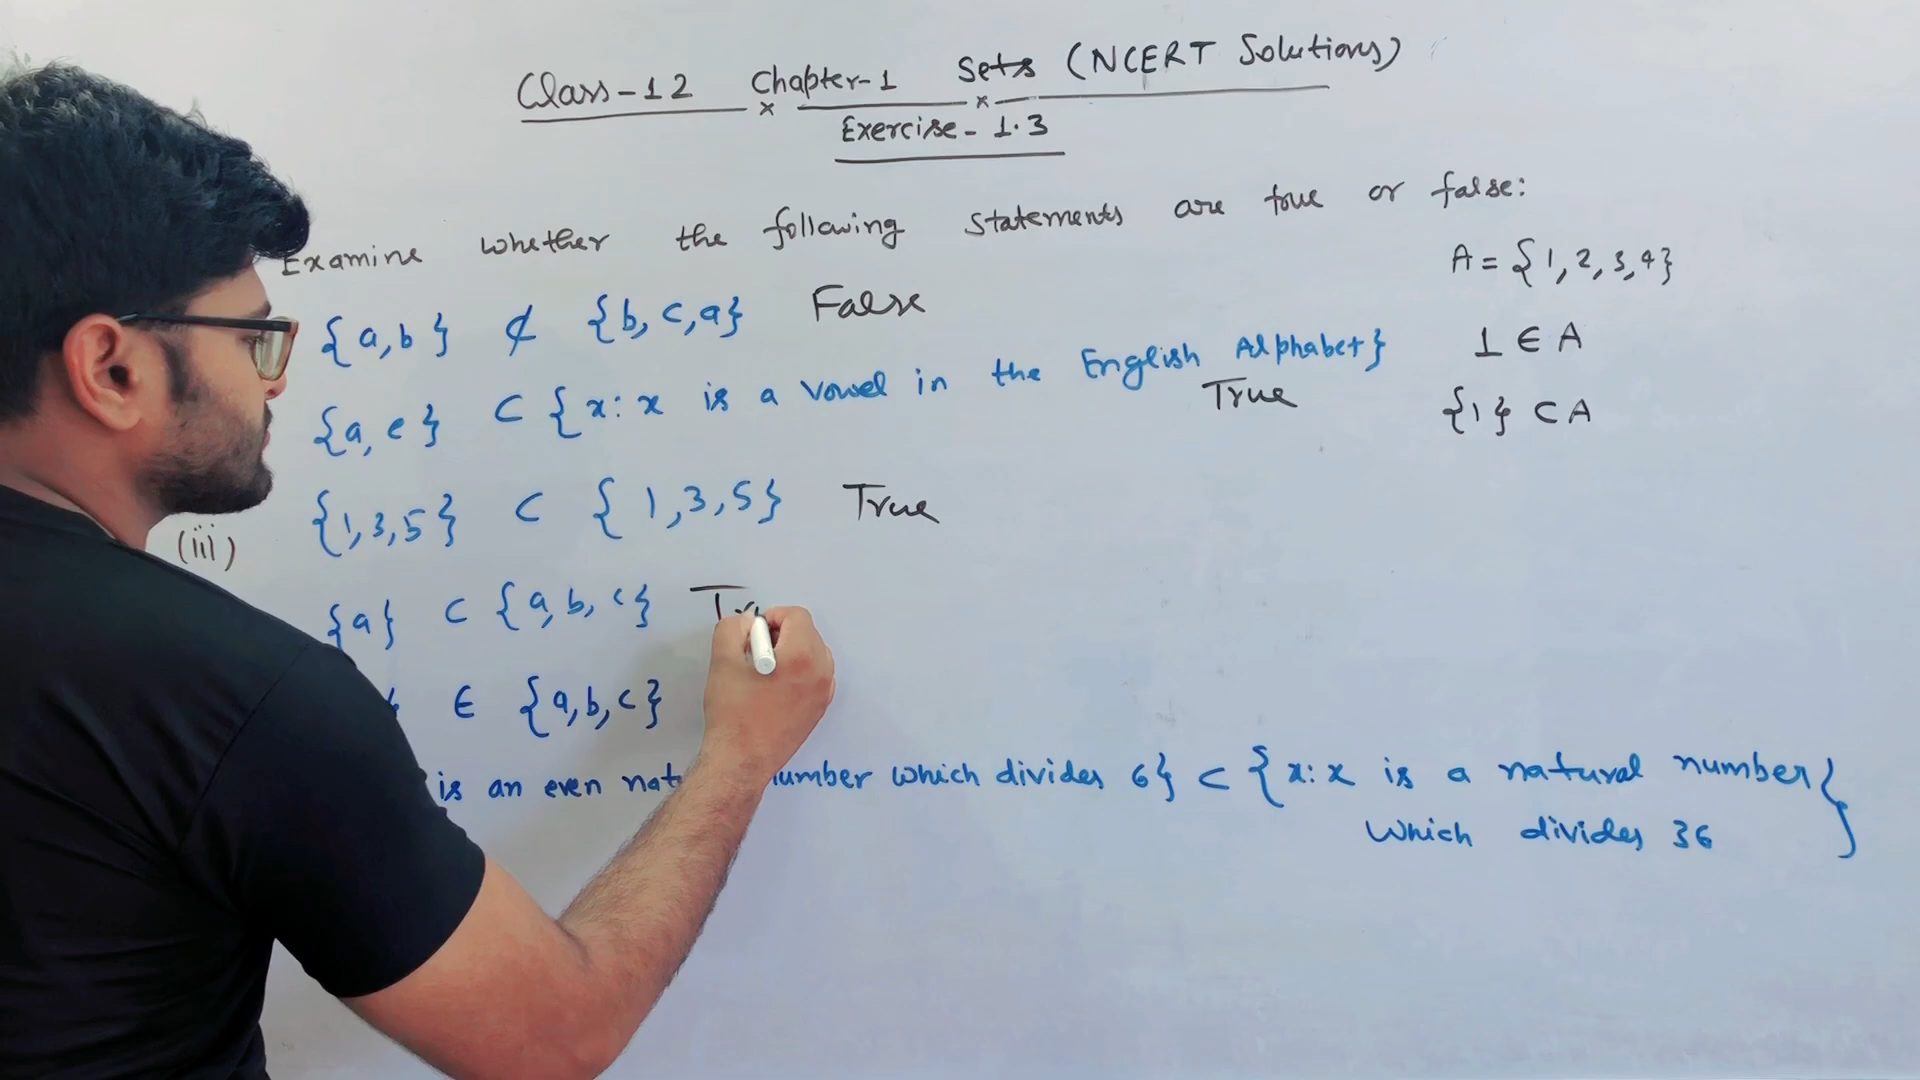 Class-12 Chapter-1 Sets (NCERT Solutions)
Exercise - 1.3
Examine whether the following statements are true or false:
A = {1, 2, 3, 4}
{a, b} ⊄ {b, c, a} False
1 ∈ A
{a, e} ⊂ {x: x is a vowel in the English Alphabet}
True
{1} ⊂ A
(iii) {1, 3, 5} ⊂ {1, 3, 5} True
{a} ⊂ {a, b, c}
∈ {a, b, c}
is an even number which divides 6} ⊂ {x: x is a natural number
which divides 36}